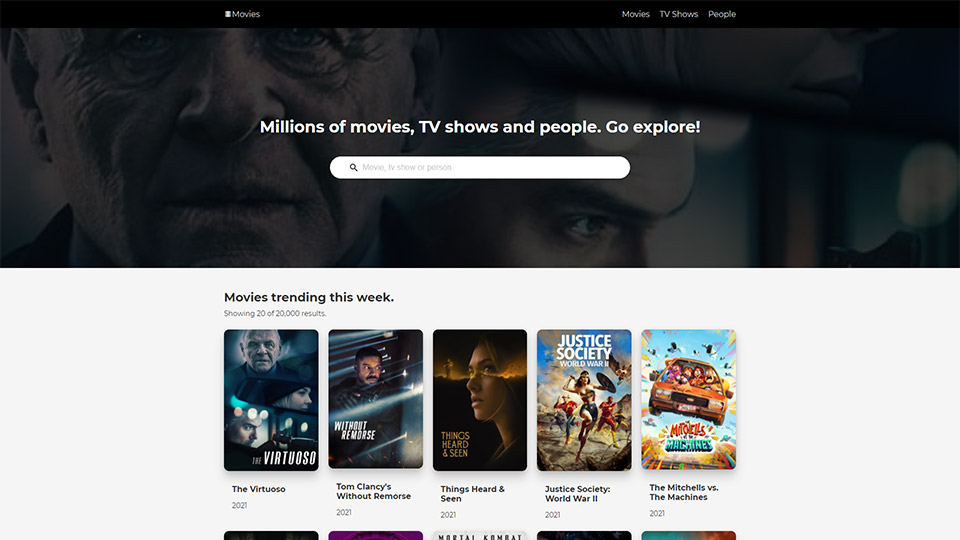 Movies
Movies TV Shows People
Millions of movies, TV shows and people. Go explore!
Movie, tv show or person
Movies trending this week.
Showing 20 of 20,000 results.
THE VIRTUOSO
WITHOUT
REMORSE
THINGS
HEARD
& SEEN
JUSTICE
SOCIETY
WORLD WAR II
THE MITCHELLS
VS. THE
MACHINES
The Virtuoso
2021
Tom Clancy's
Without Remorse
2021
Things Heard &
Seen
2021
Justice Society:
World War II
2021
The Mitchells vs.
The Machines
2021
MORTAL KOMBAT